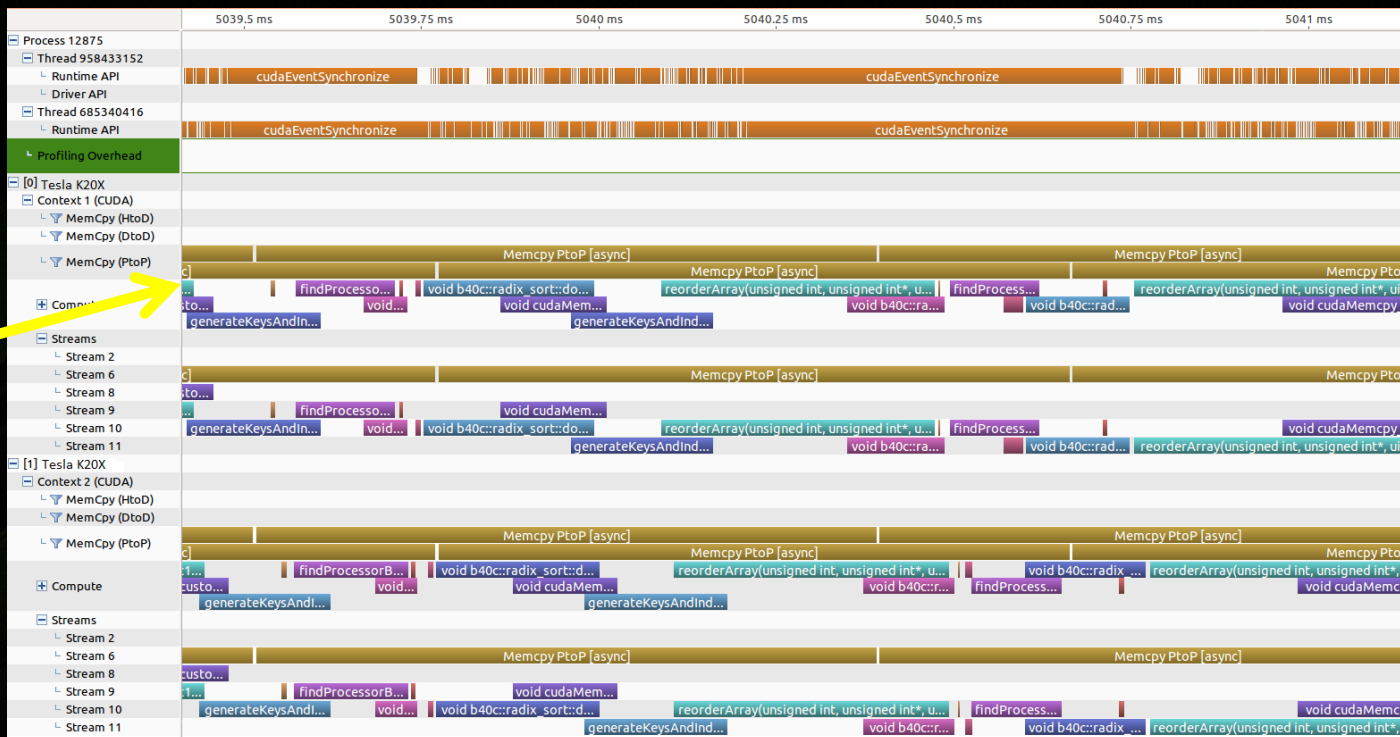 5039.5 ms 5039.75 ms 5040 ms 5040.25 ms 5040.5 ms 5040.75 ms 5041 ms
Process 12875
Thread 958433152
Runtime API cudaEventSynchronize cudaEventSynchronize
Driver API
Thread 685340416
Runtime API cudaEventSynchronize cudaEventSynchronize
Profiling Overhead
[0] Tesla K20X
Context 1 (CUDA)
MemCpy (HtoD)
MemCpy (DtoD)
Memcpy PtoP [async] Memcpy PtoP [async]
MemCpy (PtoP)
c] Memcpy PtoP [async] Memcpy Pto
... findProcesso... void b40c::radix_sort::do... reorderArray(unsigned int, unsigned int*, u... findProcess... reorderArray(unsigned int, unsigned int*, ui
Comput sto... void... void cudaMem... void b40c::ra... void b40c::rad... void cudaMemcpy
generateKeysAndIn... generateKeysAndInd...
Streams
Stream 2
Stream 6 c] Memcpy PtoP [async] Memcpy Pto
Stream 8 sto...
Stream 9 ... findProcesso... void cudaMem...
Stream 10 generateKeysAndIn... void... void b40c::radix_sort::do... reorderArray(unsigned int, unsigned int*, u... findProcess... void cudaMemcpy
Stream 11 generateKeysAndInd... void b40c::ra... void b40c::rad... reorderArray(unsigned int, unsigned int*, ui
[1] Tesla K20X
Context 2 (CUDA)
MemCpy (HtoD)
MemCpy (DtoD)
Memcpy PtoP [async] Memcpy PtoP [async]
MemCpy (PtoP)
c] Memcpy PtoP [async] Memcpy Pto
:1... findProcessorB... void b40c::radix_sort::d... reorderArray(unsigned int, unsigned int*, u... void b40c::radix_... reorderArray(unsigned int, unsigned int*,
Compute custo... void... void cudaMem... void b40c::r... findProcess... void cudaMemc
generateKeysAndI... generateKeysAndInd...
Streams
Stream 2
Stream 6 Memcpy PtoP [async] Memcpy PtoP [async]
Stream 8 custo...
Stream 9 :1... findProcessorB... void cudaMem...
Stream 10 generateKeysAndI... void... void b40c::radix_sort::d... reorderArray(unsigned int, unsigned int*, u... findProcess... void cudaMemc
Stream 11 generateKeysAndInd... void b40c::r... void b40c::radix_... reorderArray(unsigned int, unsigned int*,